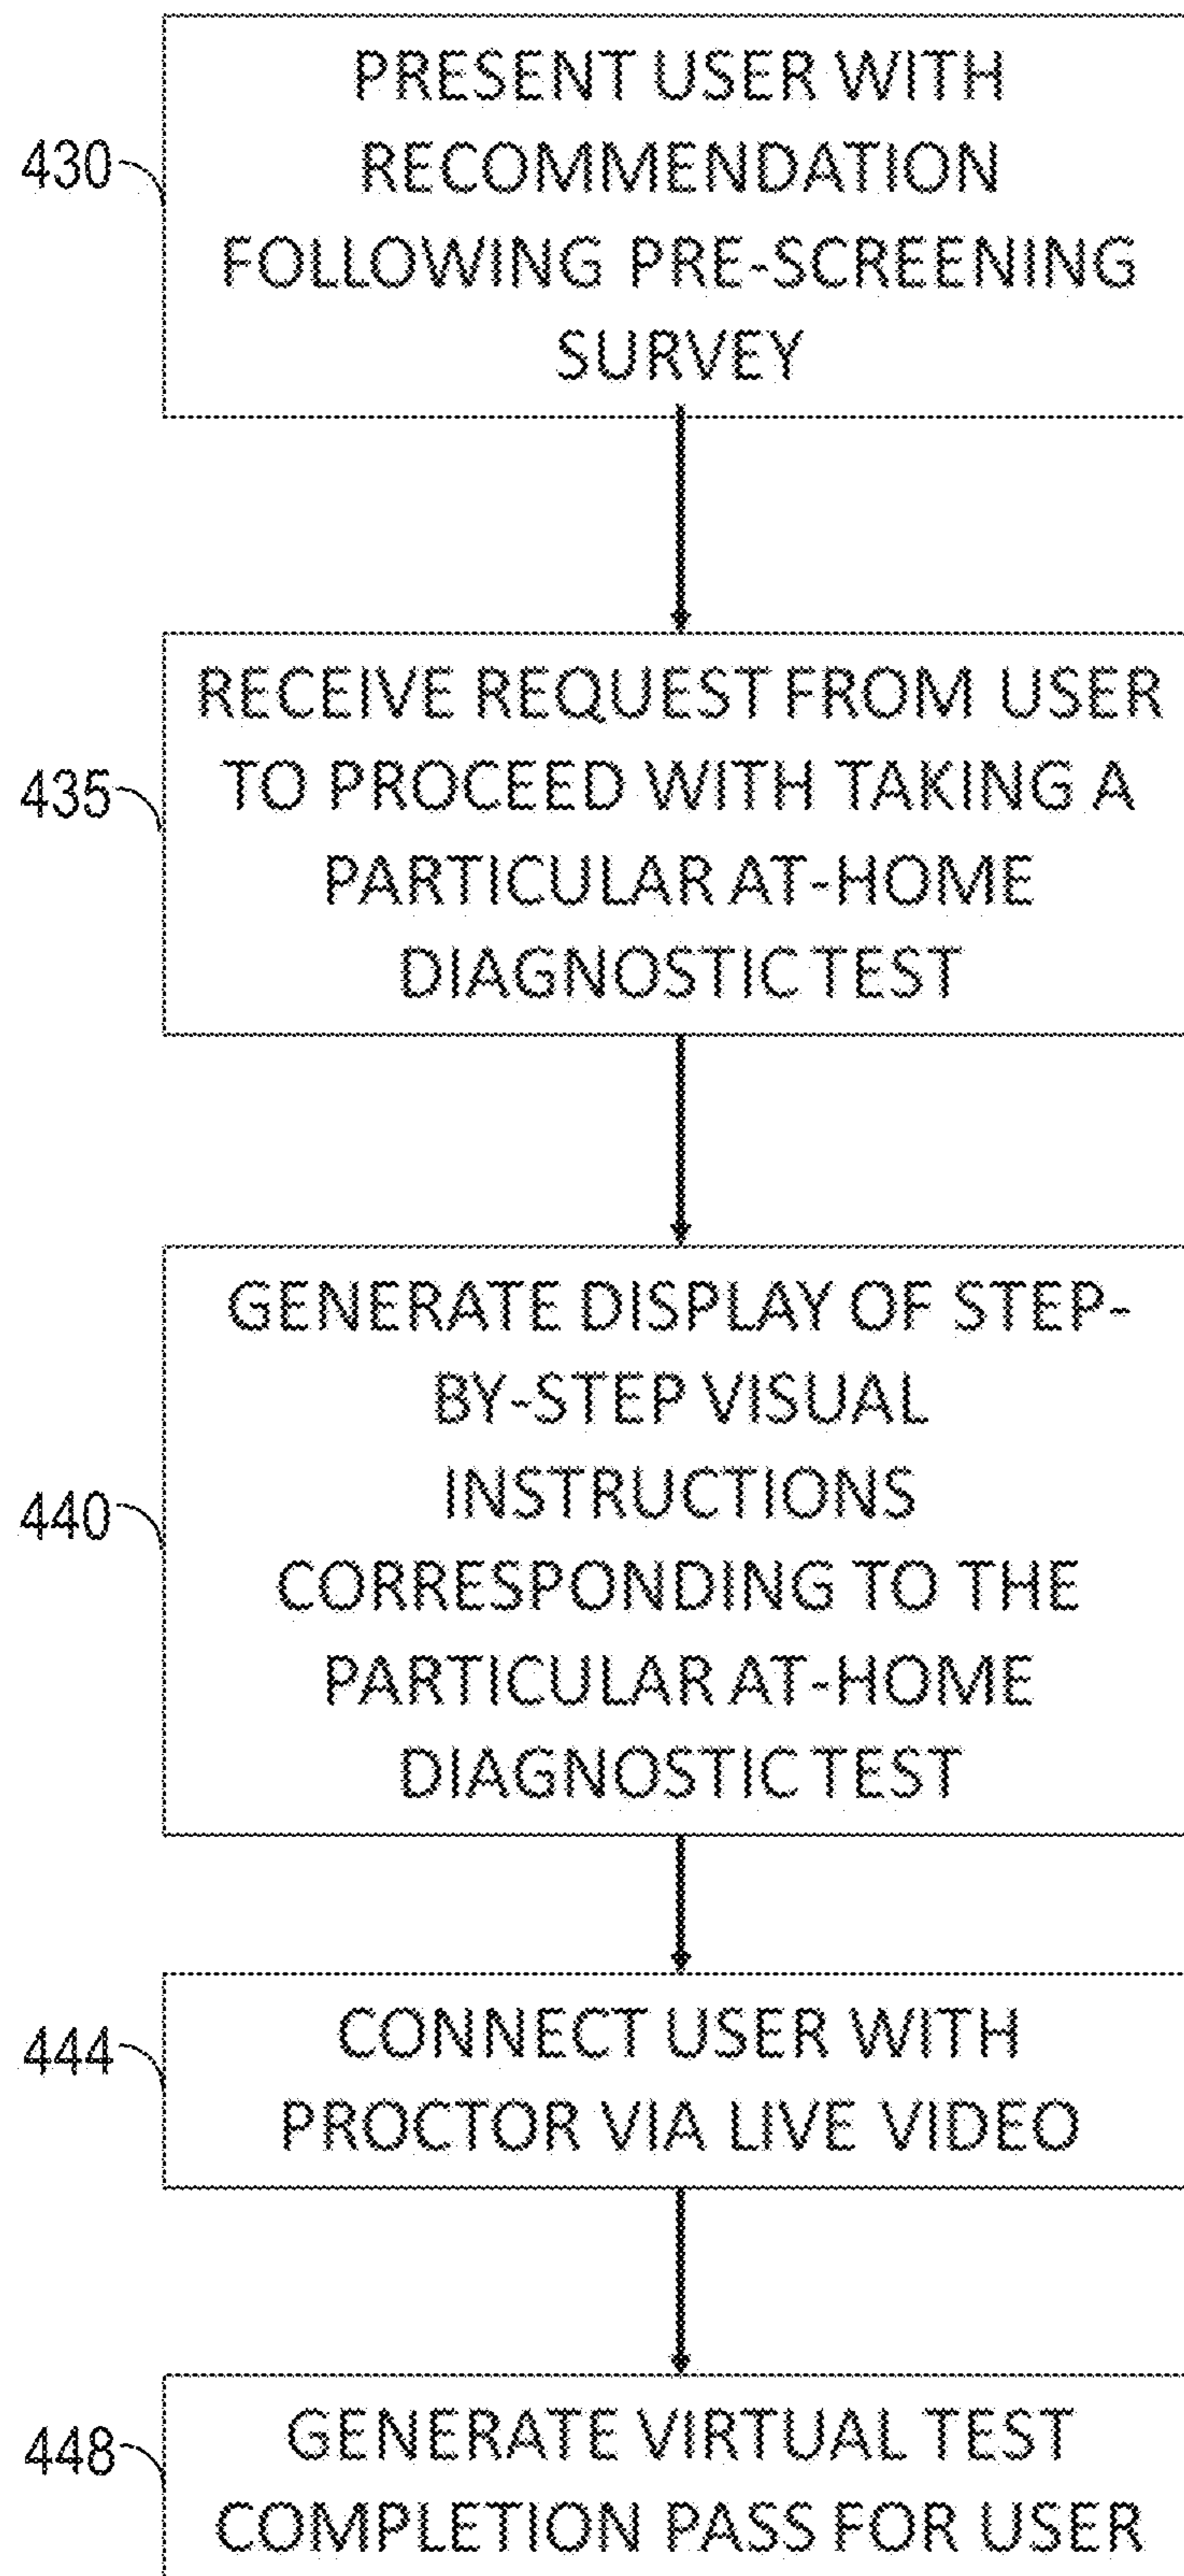 PRESENT USER WITH
430
RECOMMENDATION
FOLLOWING PRE-SCREENING
SURVEY
RECEIVE REQUEST FROM USER
435
TO PROCEED WITH TAKING A
PARTICULAR AT-HOME
DIAGNOSTIC TEST
GENERATE DISPLAY OF STEP-
BY-STEP VISUAL
INSTRUCTIONS
440
CORRESPONDING TO THE
PARTICULAR AT-HOME
DIAGNOSTIC TEST
CONNECT USER WITH
444
PROCTOR VIA LIVE VIDEO
GENERATE VIRTUAL TEST
448
COMPLETION PASS FOR USER